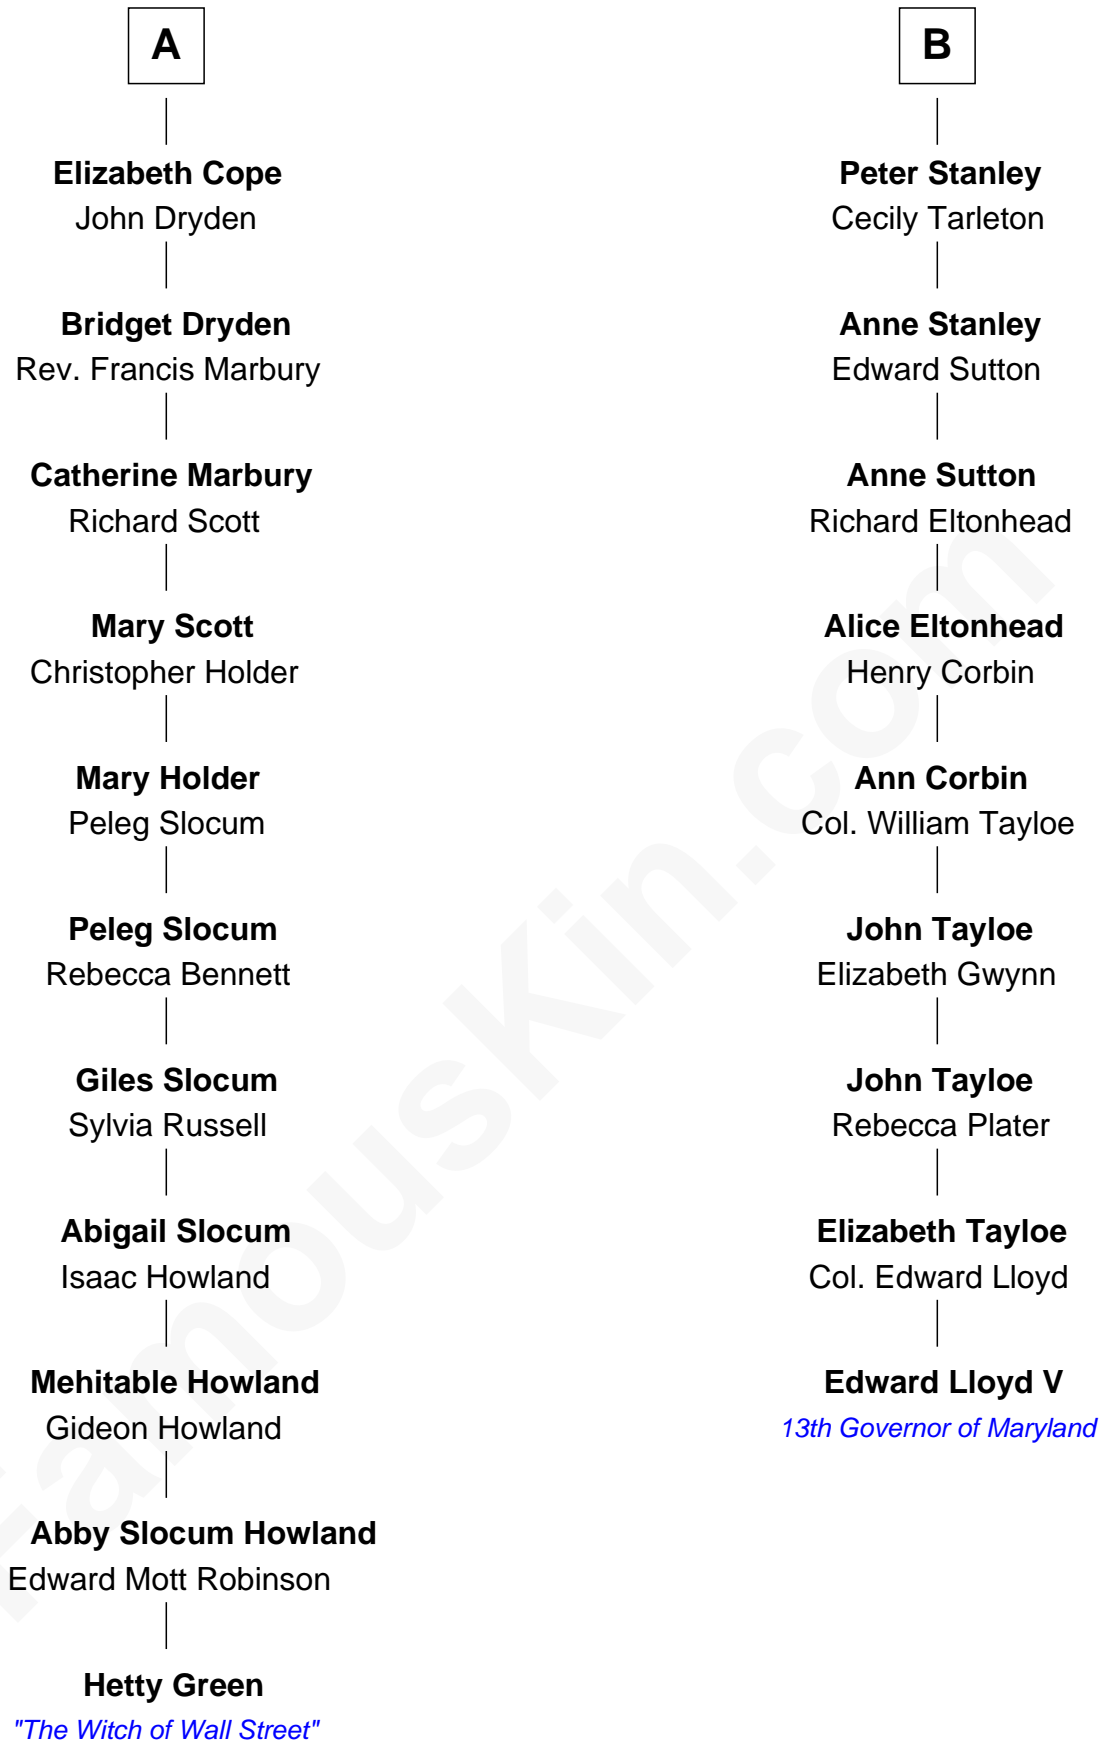 A
Elizabeth Cope
John Dryden
Bridget Dryden
Rev. Francis Marbury
Catherine Marbury
Richard Scott
Mary Scott
Christopher Holder
Mary Holder
Peleg Slocum
Peleg Slocum
Rebecca Bennett
Giles Slocum
Sylvia Russell
Abigail Slocum
Isaac Howland
Mehitable Howland
Gideon Howland
Abby Slocum Howland
Edward Mott Robinson
Hetty Green
"The Witch of Wall Street"
B
Peter Stanley
Cecily Tarleton
Anne Stanley
Edward Sutton
Anne Sutton
Richard Eltonhead
Alice Eltonhead
Henry Corbin
Ann Corbin
Col. William Tayloe
John Tayloe
Elizabeth Gwynn
John Tayloe
Rebecca Plater
Elizabeth Tayloe
Col. Edward Lloyd
Edward Lloyd V
13th Governor of Maryland
FamousKin.com